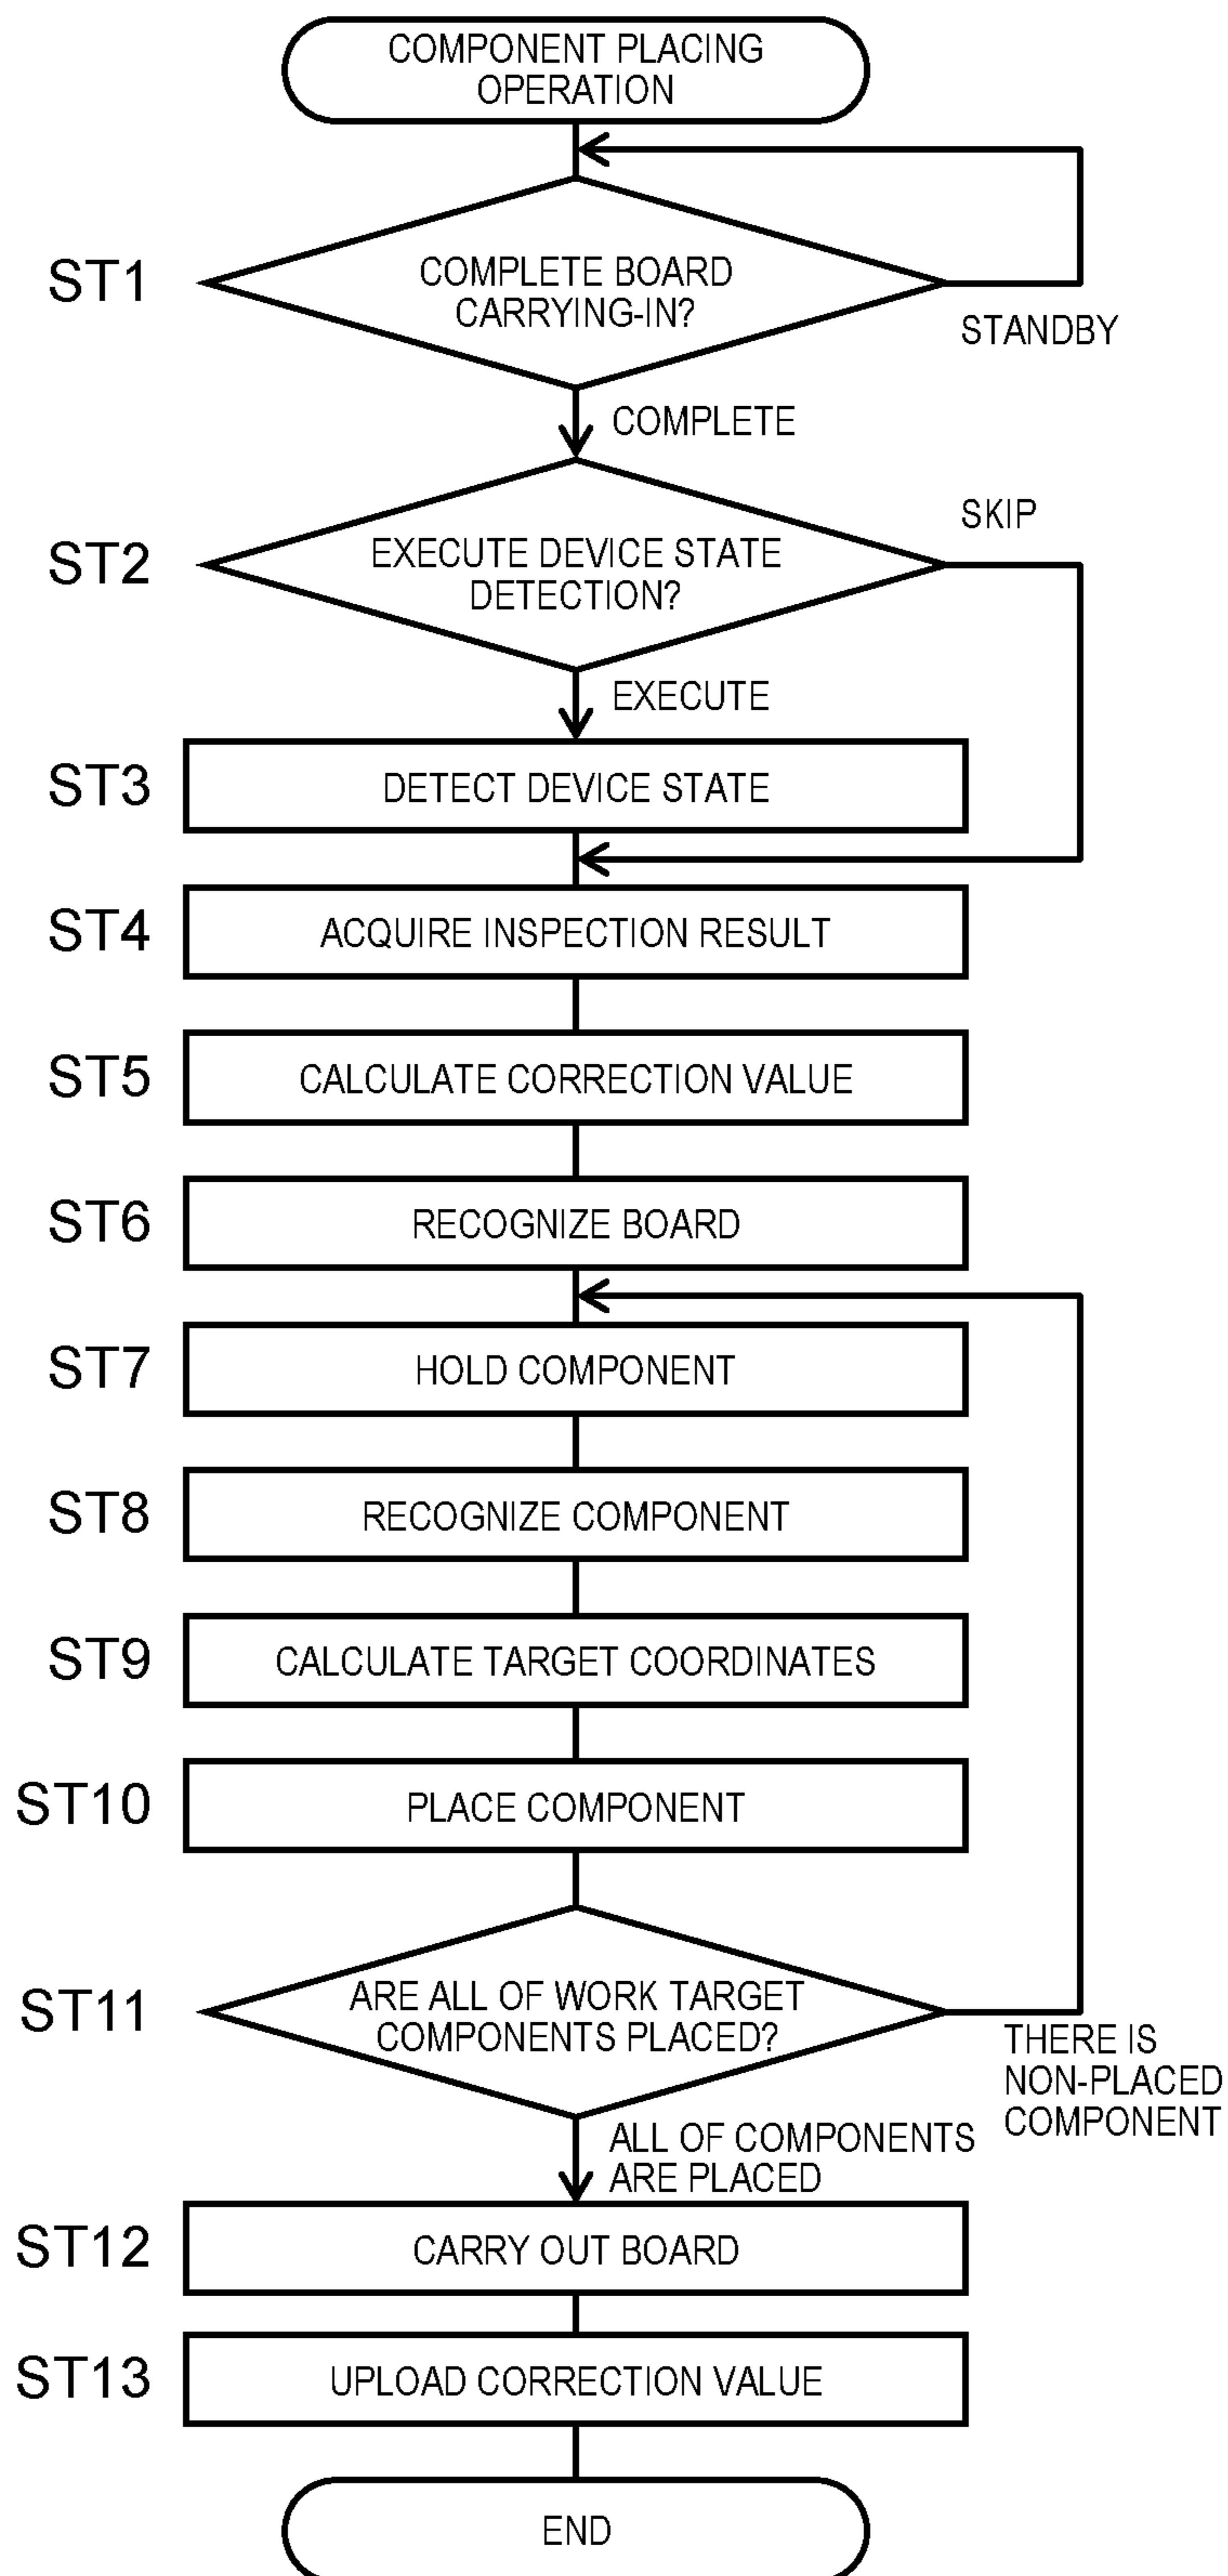 COMPONENT PLACING
OPERATION
ST1
COMPLETE BOARD
CARRYING-IN?
STANDBY
COMPLETE
ST2
EXECUTE DEVICE STATE
DETECTION?
SKIP
EXECUTE
ST3
DETECT DEVICE STATE
ST4
ACQUIRE INSPECTION RESULT
ST5
CALCULATE CORRECTION VALUE
ST6
RECOGNIZE BOARD
ST7
HOLD COMPONENT
ST8
RECOGNIZE COMPONENT
ST9
CALCULATE TARGET COORDINATES
ST10
PLACE COMPONENT
ST11
ARE ALL OF WORK TARGET
COMPONENTS PLACED?
THERE IS
NON-PLACED
COMPONENT
ALL OF COMPONENTS
ARE PLACED
ST12
CARRY OUT BOARD
ST13
UPLOAD CORRECTION VALUE
END